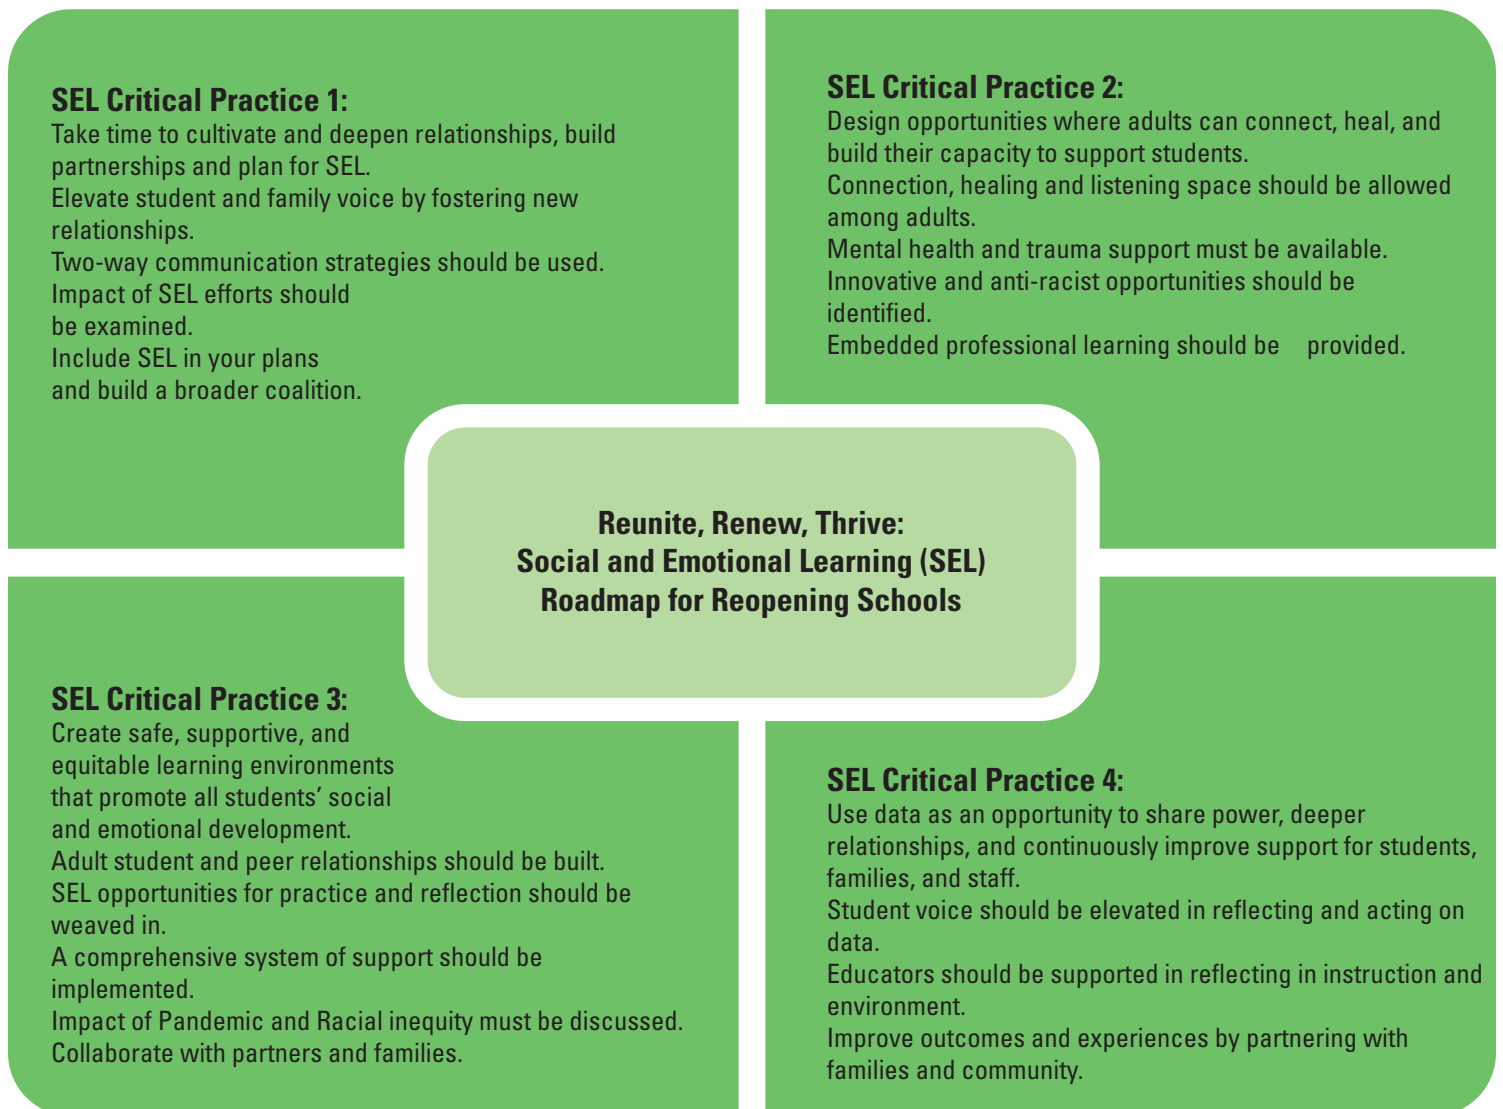 SEL Critical Practice 1:
Take time to cultivate and deepen relationships, build
partnerships and plan for SEL.
Elevate student and family voice by fostering new
relationships.
Two-way communication strategies should be used.
Impact of SEL efforts should
be examined.
Include SEL in your plans
and build a broader coalition.
SEL Critical Practice 2:
Design opportunities where adults can connect, heal, and
build their capacity to support students.
Connection, healing and listening space should be allowed
among adults.
Mental health and trauma support must be available.
Innovative and anti-racist opportunities should be
identified.
Embedded professional learning should be provided.
Reunite, Renew, Thrive:
Social and Emotional Learning (SEL)
Roadmap for Reopening Schools
SEL Critical Practice 3:
Create safe, supportive, and
equitable learning environments
that promote all students’ social
and emotional development.
Adult student and peer relationships should be built.
SEL opportunities for practice and reflection should be
weaved in.
A comprehensive system of support should be
implemented.
Impact of Pandemic and Racial inequity must be discussed.
Collaborate with partners and families.
SEL Critical Practice 4:
Use data as an opportunity to share power, deeper
relationships, and continuously improve support for students,
families, and staff.
Student voice should be elevated in reflecting and acting on
data.
Educators should be supported in reflecting in instruction and
environment.
Improve outcomes and experiences by partnering with
families and community.